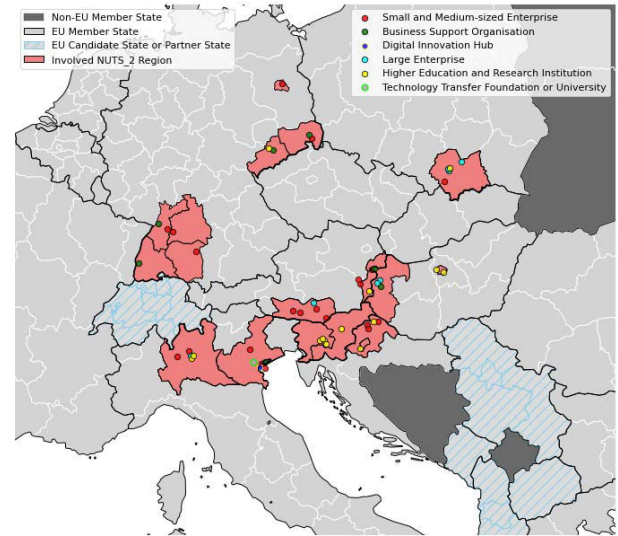 Non-EU Member State
EU Member State
EU Candidate State or Partner State
Involved NUTS_2 Region
Small and Medium-sized Enterprise
Business Support Organisation
Digital Innovation Hub
Large Enterprise
Higher Education and Research Institution
Technology Transfer Foundation or University